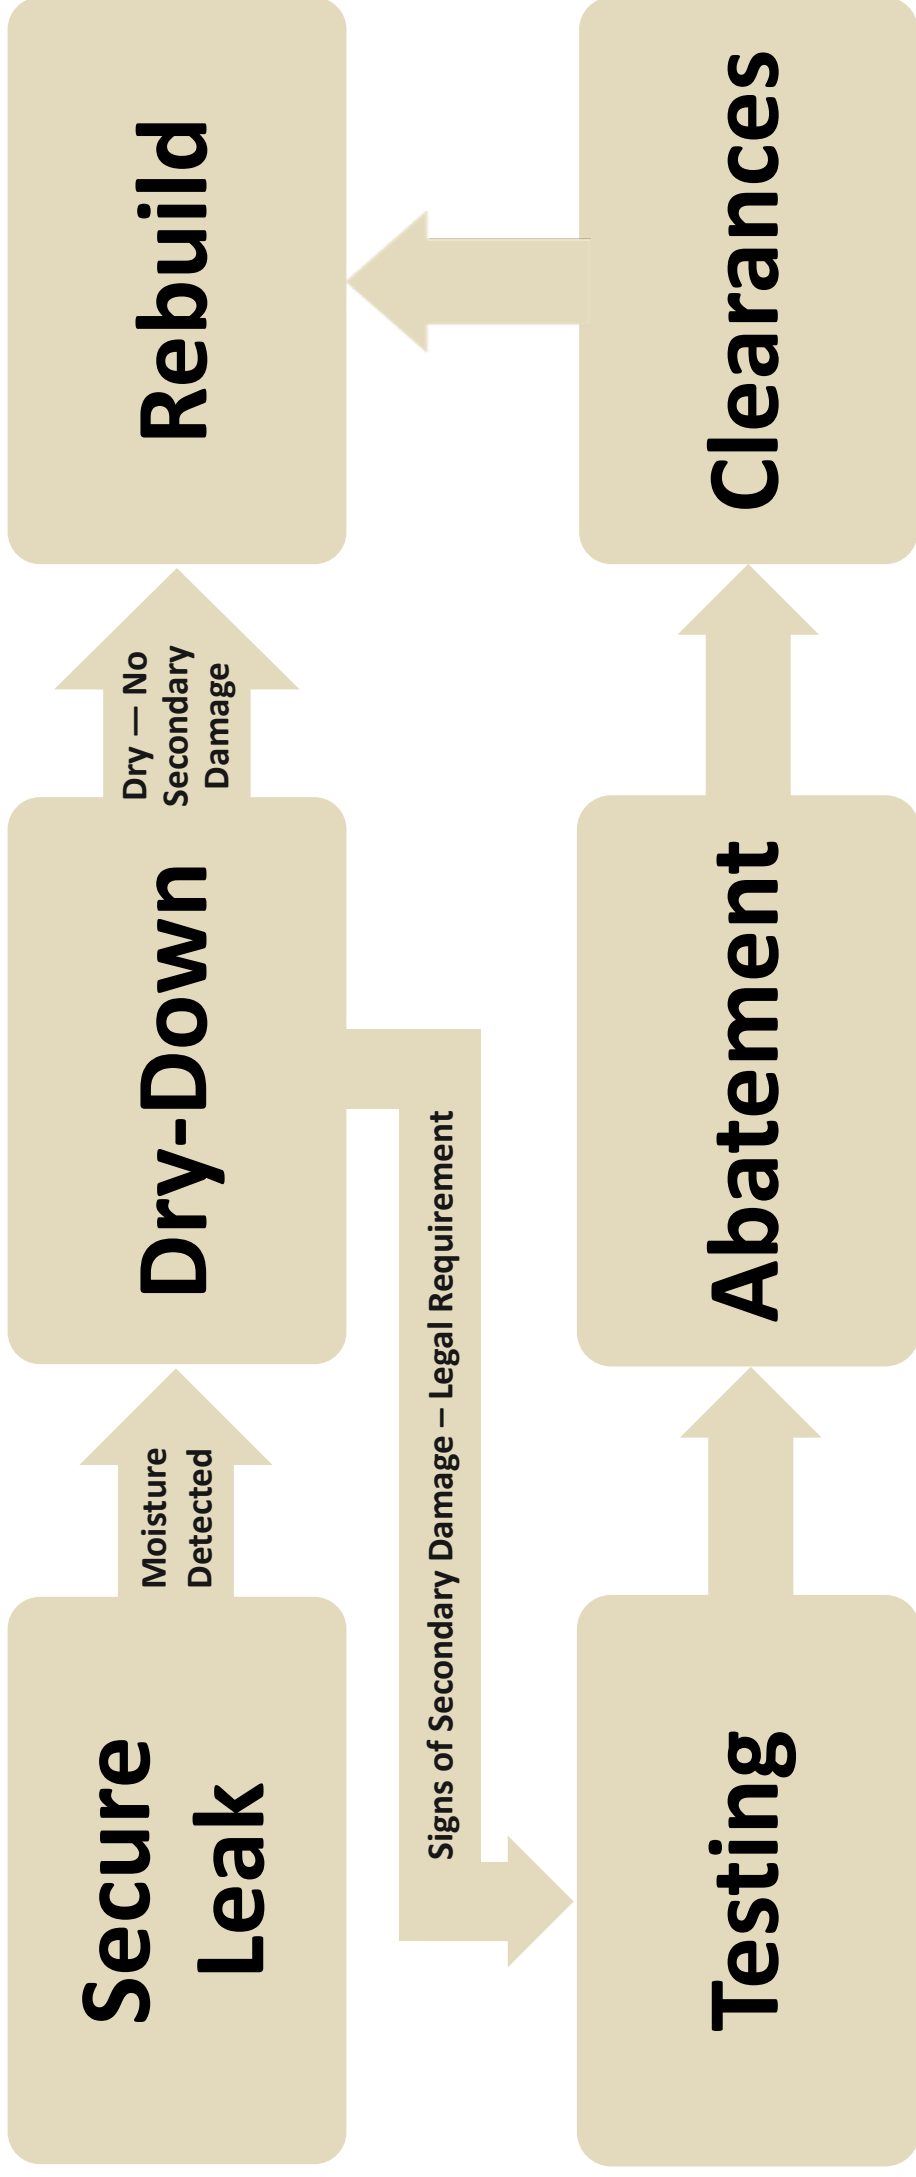 Secure
Leak
Moisture
Detected
Dry-Down
Dry — No
Secondary
Damage
Rebuild
Signs of Secondary Damage – Legal Requirement
Testing
Abatement
Clearances